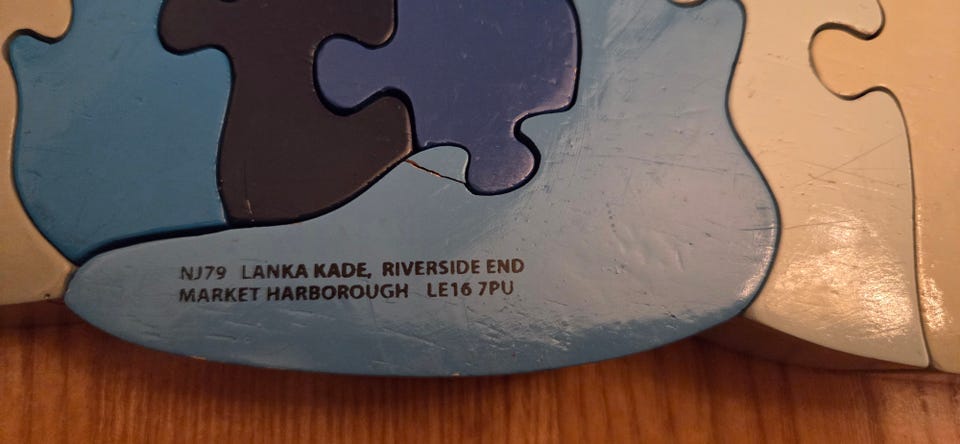 NJ79 LANKA KADE, RIVERSIDE END
MARKET HARBOROUGH LE16 7PU